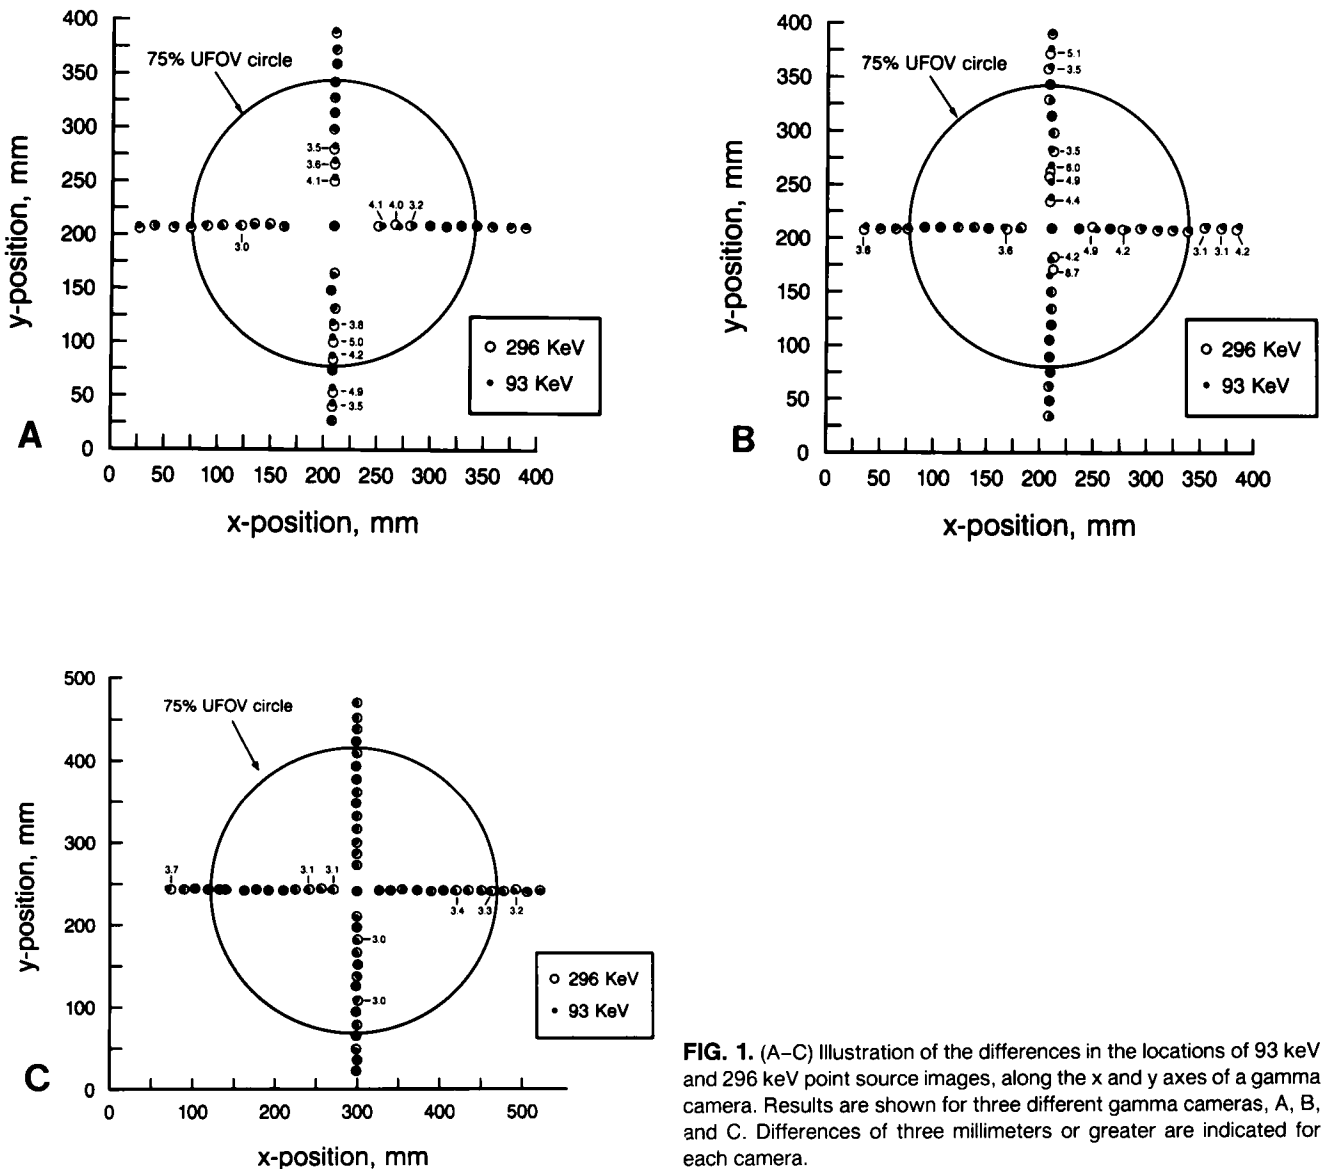 400
350
300
250
200
150
100
50
0
y-position, mm
75% UFOV circle
3.5
3.6
4.1
4.1 4.0 3.2
3.0
3.8
5.0
4.2
4.9
3.5
296 KeV
93 KeV
A
0 50 100 150 200 250 300 350 400
x-position, mm
400
350
300
250
200
150
100
50
0
y-position, mm
75% UFOV circle
5.1
3.5
3.5
6.0
4.9
4.4
3.6 3.6 4.9 4.2 3.1 3.1 4.2
4.2
6.7
296 KeV
93 KeV
B
0 50 100 150 200 250 300 350 400
x-position, mm
500
400
300
200
100
0
y-position, mm
75% UFOV circle
3.7 3.1 3.1
3.4 3.3 3.2
3.0
3.0
296 KeV
93 KeV
C
0 100 200 300 400 500
x-position, mm
FIG. 1. (A–C) Illustration of the differences in the locations of 93 keV
and 296 keV point source images, along the x and y axes of a gamma
camera. Results are shown for three different gamma cameras, A, B,
and C. Differences of three millimeters or greater are indicated for
each camera.